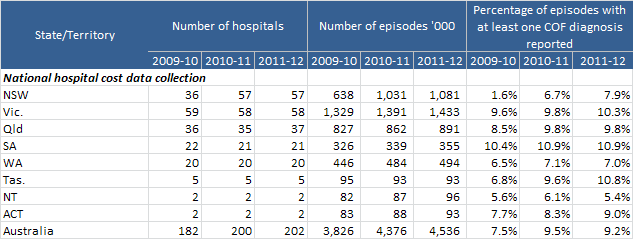 State/Territory Number of hospitals Number of episodes '000 Percentage of episodes with at least one COF diagnosis reported
2009-10 2010-11 2011-12 2009-10 2010-11 2011-12 2009-10 2010-11 2011-12
National hospital cost data collection
NSW 36 57 57 638 1,031 1,081 1.6% 6.7% 7.9%
Vic. 59 58 58 1,329 1,391 1,433 9.6% 9.8% 10.3%
Qld 36 35 37 827 862 891 8.5% 9.8% 9.8%
SA 22 21 21 326 339 355 10.4% 10.9% 10.9%
WA 20 20 20 446 484 494 6.5% 7.1% 7.0%
Tas. 5 5 5 95 93 93 6.8% 9.6% 10.8%
NT 2 2 2 82 87 96 5.6% 6.1% 5.4%
ACT 2 2 2 83 88 93 7.7% 8.3% 9.0%
Australia 182 200 202 3,826 4,376 4,536 7.5% 9.5% 9.2%